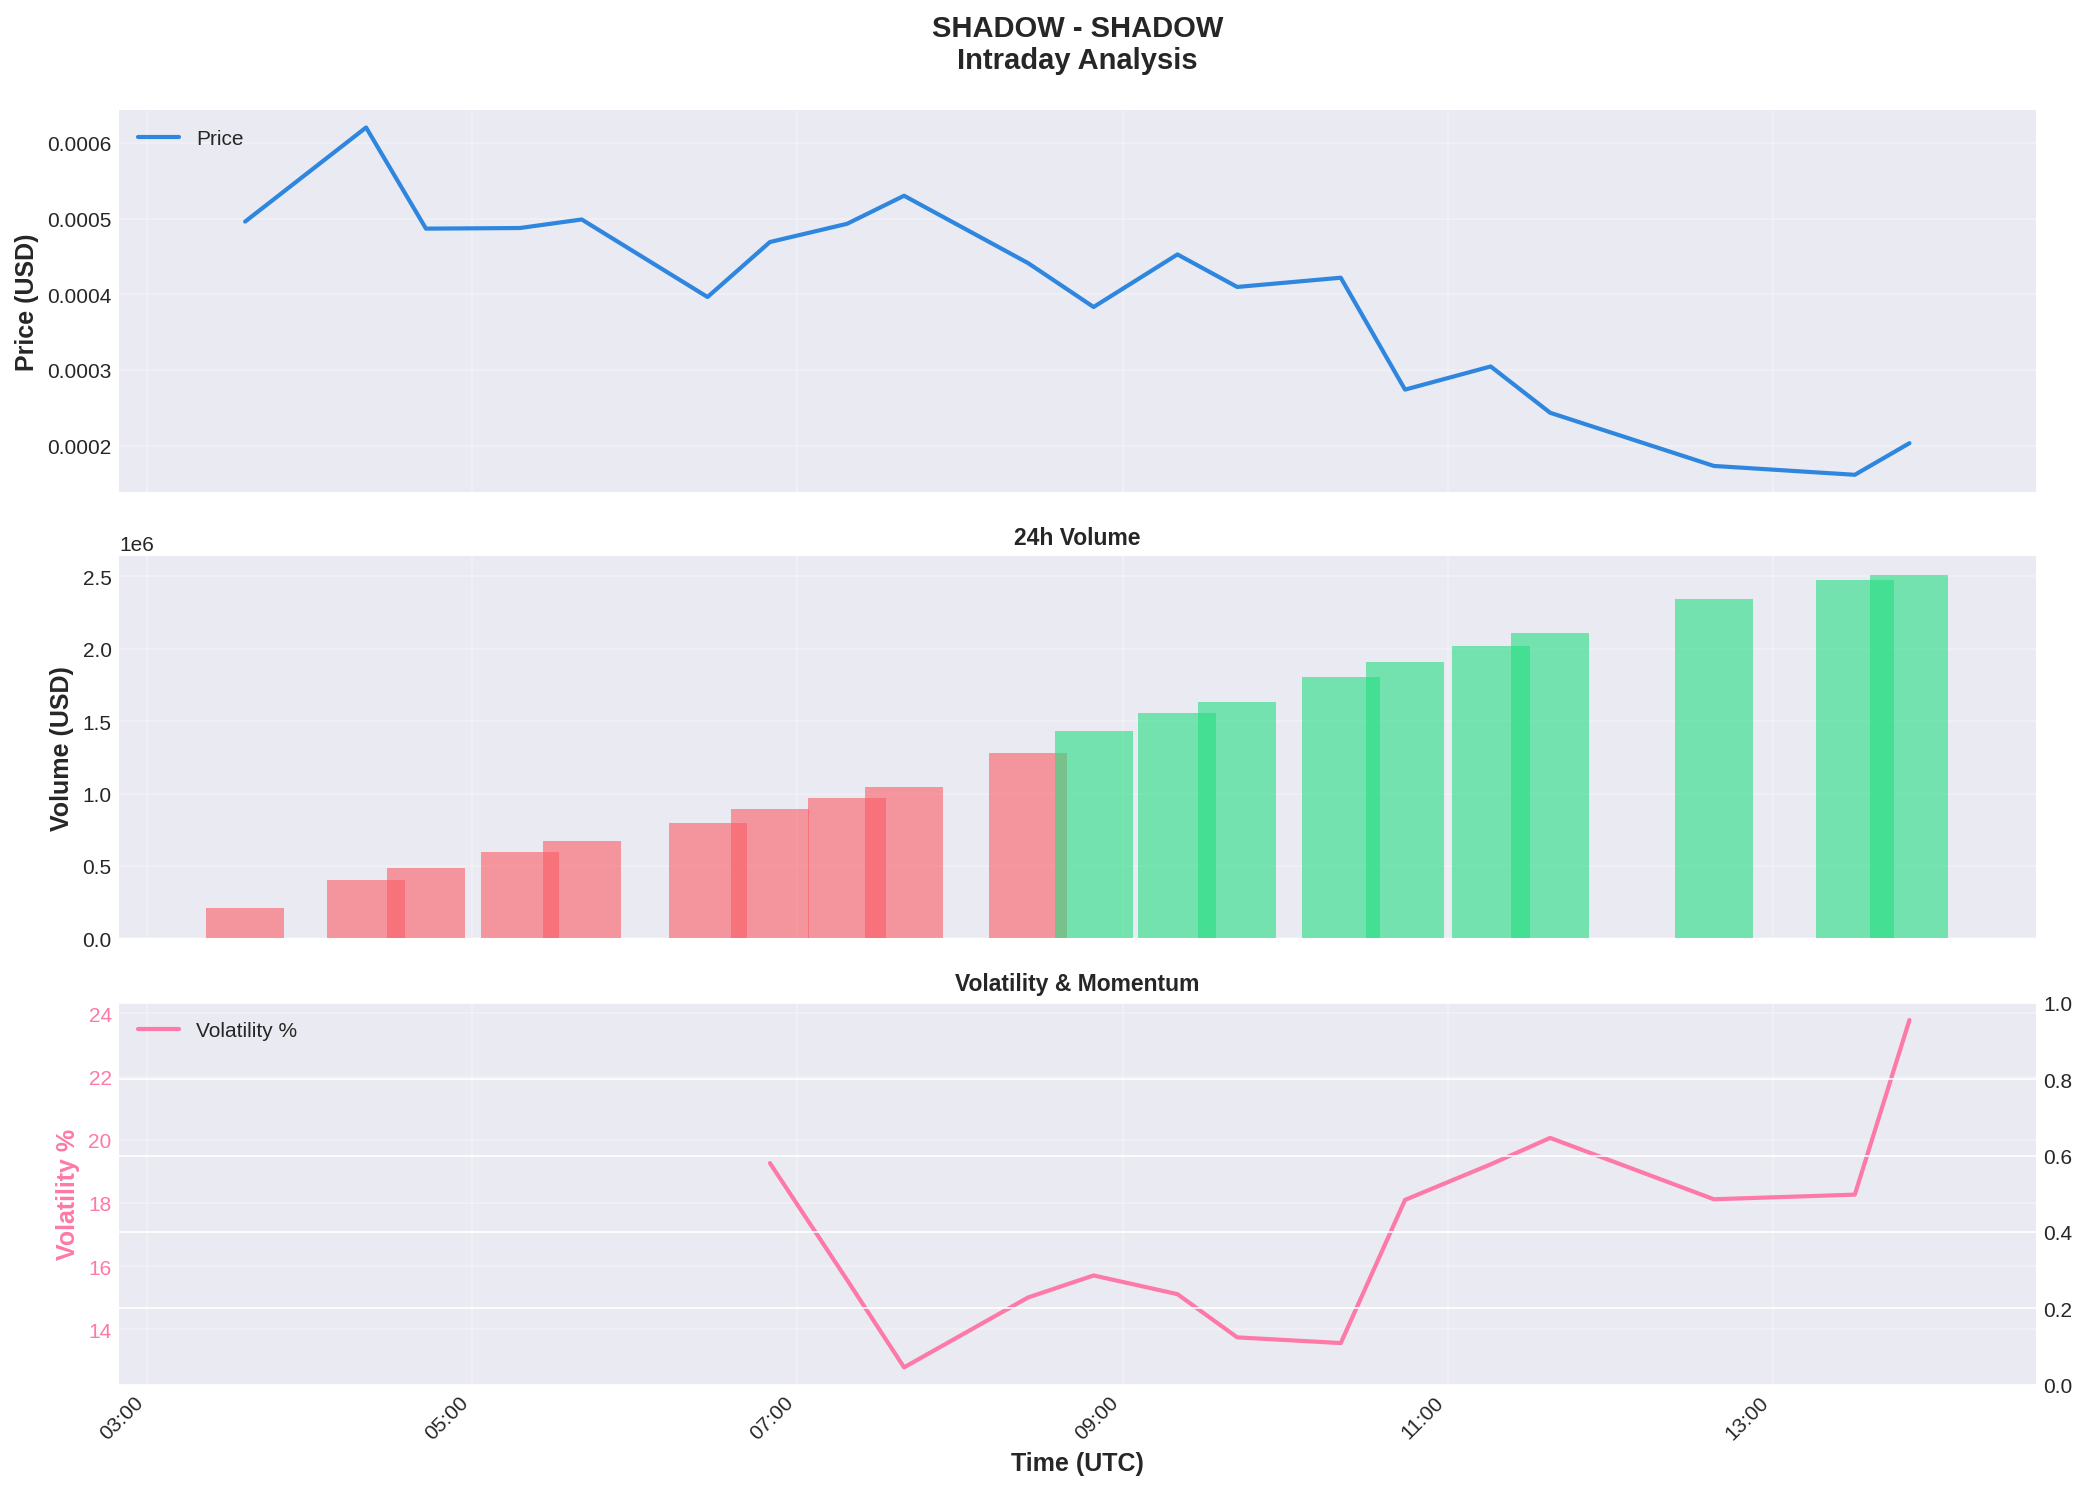 SHADOW - SHADOW
Intraday Analysis
Price
0.0006
0.0005
0.0004
0.0003
0.0002
Price (USD)
24h Volume
1e6
2.5
2.0
1.5
1.0
0.5
0.0
Volume (USD)
Volatility & Momentum
Volatility %
24
22
20
18
16
14
Volatility %
1.0
0.8
0.6
0.4
0.2
0.0
03:00
05:00
07:00
09:00
11:00
13:00
Time (UTC)